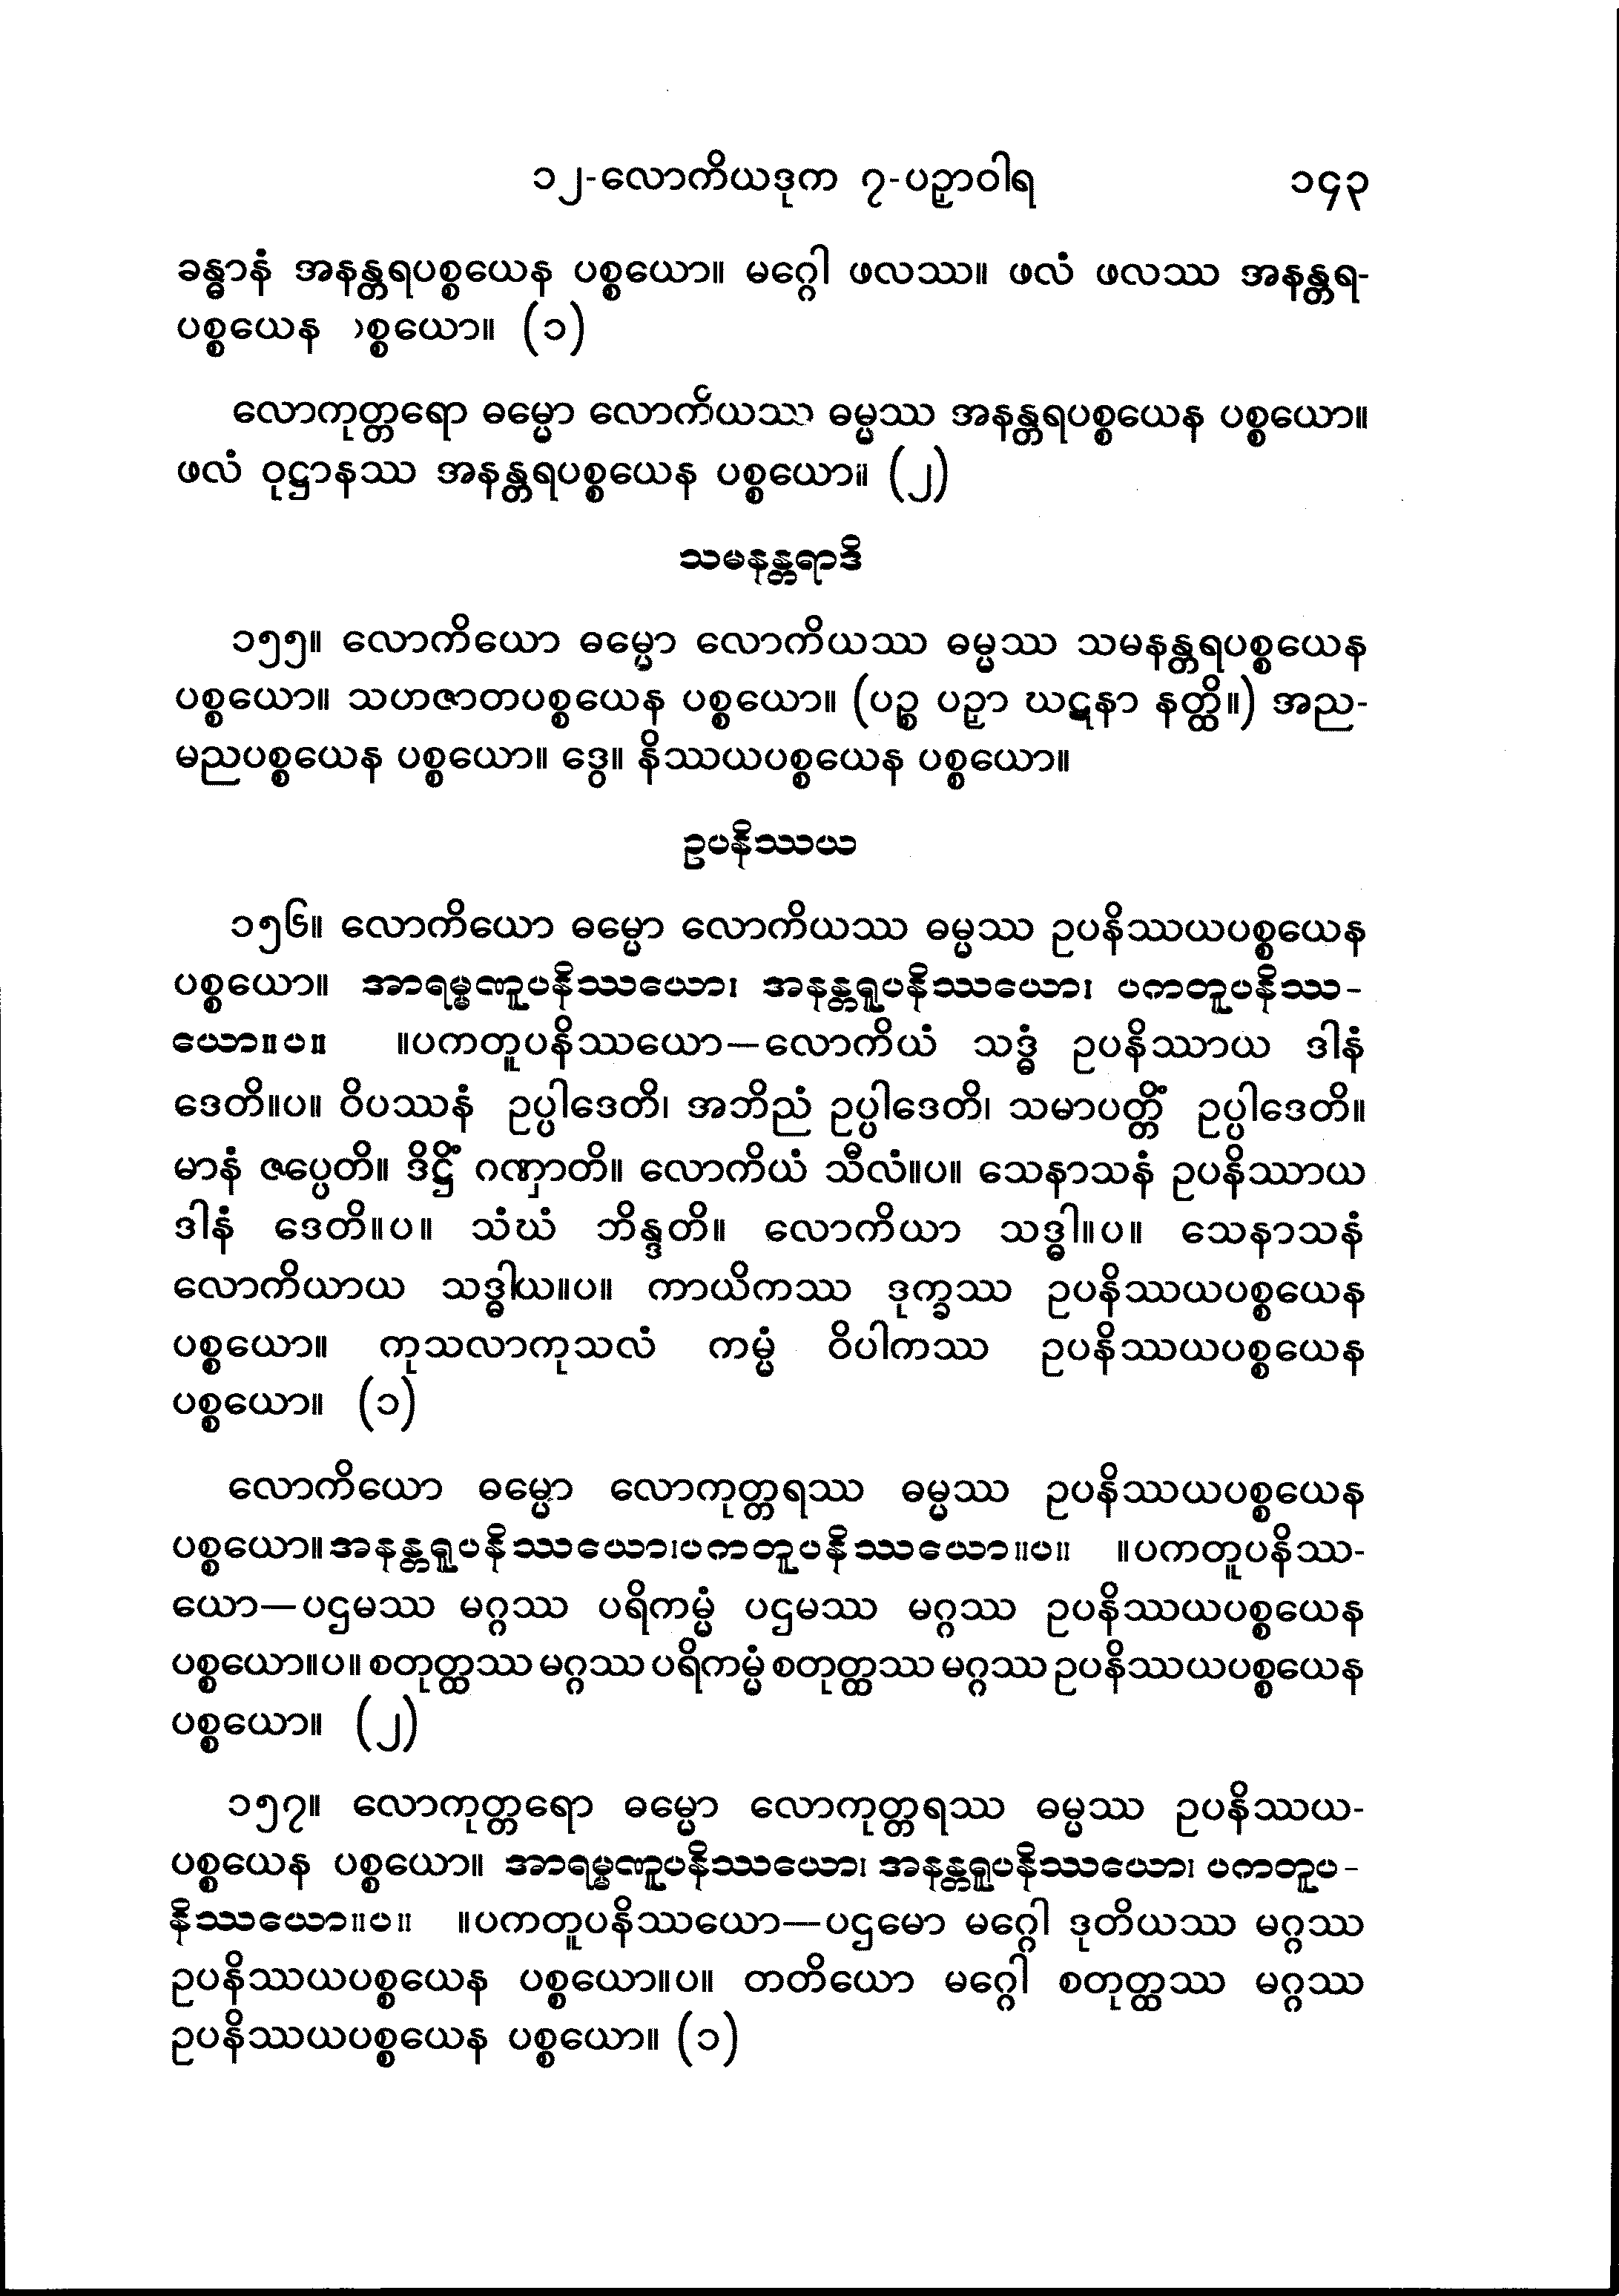 ၁၂-လောကိယဒုက ၇-ပဉှာဝါရ ၁၄၃
ခန္ဓာနံ အနန္တရပစ္စယေန ပစ္စယော။ မဂ္ဂေါ ဖလဿ။ ဖလံ ဖလဿ အနန္တရ-
ပစ္စယေန ပစ္စယော။ (၁)
လောကုတ္တရော ဓမ္မော လောကိယဿ ဓမ္မဿ အနန္တရပစ္စယေန ပစ္စယော။
ဖလံ ဝုဋ္ဌာနဿ အနန္တရပစ္စယေန ပစ္စယော။ (၂)
သမနန္တရာဒိ
၁၅၅။ လောကိယော ဓမ္မော လောကိယဿ ဓမ္မဿ သမနန္တရပစ္စယေန
ပစ္စယော။ သဟဇာတပစ္စယေန ပစ္စယော။ (ပဉ္စ ပဉှာ ဃဋနာ နတ္ထိ။) အည-
မညပစ္စယေန ပစ္စယော။ ဒွေ။ နိဿယပစ္စယေန ပစ္စယော။
ဥပနိဿယ
၁၅၆။ လောကိယော ဓမ္မော လောကိယဿ ဓမ္မဿ ဥပနိဿယပစ္စယေန
ပစ္စယော။ အာရမ္မဏူပနိဿယော၊ အနန္တရူပနိဿယော၊ ပကတူပနိဿ-
ယော။ပ။ ။ပကတူပနိဿယော—လောကိယံ သဒ္ဓံ ဥပနိဿာယ ဒါနံ
ဒေတိ။ပ။ ဝိပဿနံ ဥပ္ပါဒေတိ၊ အဘိညံ ဥပ္ပါဒေတိ၊ သမာပတ္တိံ ဥပ္ပါဒေတိ။
မာနံ ဇပ္ပေတိ။ ဒိဋ္ဌိံ ဂဏှာတိ။ လောကိယံ သီလံ။ပ။ သေနာသနံ ဥပနိဿာယ
ဒါနံ ဒေတိ။ပ။ သံဃံ ဘိန္ဒတိ။ လောကိယာ သဒ္ဓါ။ပ။ သေနာသနံ
လောကိယာယ သဒ္ဓါယ။ပ။ ကာယိကဿ ဒုက္ခဿ ဥပနိဿယပစ္စယေန
ပစ္စယော။ ကုသလာကုသလံ ကမ္မံ ဝိပါကဿ ဥပနိဿယပစ္စယေန
ပစ္စယော။ (၁)
လောကိယော ဓမ္မော လောကုတ္တရဿ ဓမ္မဿ ဥပနိဿယပစ္စယေန
ပစ္စယော။အနန္တရူပနိဿယော၊ပကတူပနိဿယော။ပ။ ။ပကတူပနိဿ-
ယော—ပဌမဿ မဂ္ဂဿ ပရိကမ္မံ ပဌမဿ မဂ္ဂဿ ဥပနိဿယပစ္စယေန
ပစ္စယော။ပ။ စတုတ္ထဿ မဂ္ဂဿ ပရိကမ္မံ စတုတ္ထဿ မဂ္ဂဿ ဥပနိဿယပစ္စယေန
ပစ္စယော။ (၂)
၁၅၇။ လောကုတ္တရော ဓမ္မော လောကုတ္တရဿ ဓမ္မဿ ဥပနိဿယ-
ပစ္စယေန ပစ္စယော။ အာရမ္မဏူပနိဿယော၊ အနန္တရူပနိဿယော၊ ပကတူပ-
နိဿယော။ပ။ ။ပကတူပနိဿယော—ပဌမော မဂ္ဂေါ ဒုတိယဿ မဂ္ဂဿ
ဥပနိဿယပစ္စယေန ပစ္စယော။ပ။ တတိယော မဂ္ဂေါ စတုတ္ထဿ မဂ္ဂဿ
ဥပနိဿယပစ္စယေန ပစ္စယော။ (၁)